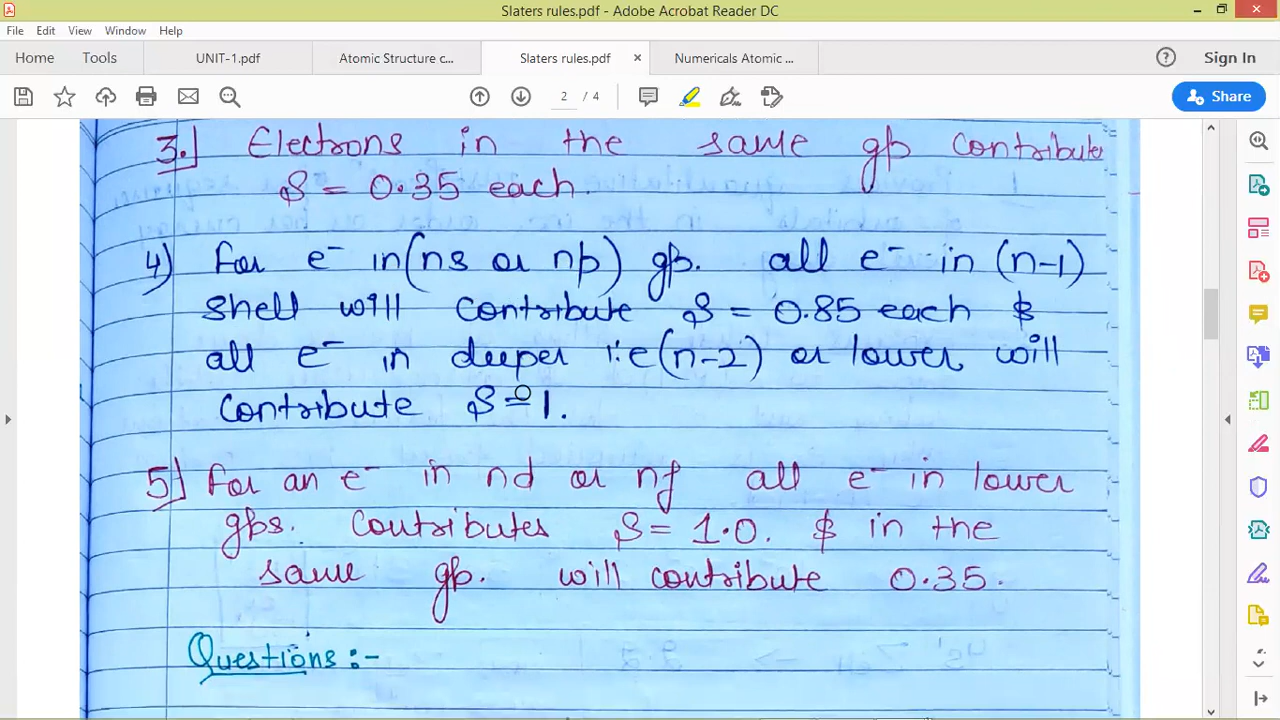 Slaters rules.pdf - Adobe Acrobat Reader DC
File Edit View Window Help
Home Tools UNIT-1.pdf Atomic Structure c... Slaters rules.pdf × Numericals Atomic ... ? Sign In
2 / 4 Share
3.] Electrons in the same gp contributes
S = 0.35 each.
4) For e⁻ in (ns or np) gp. all e⁻ in (n-1)
shell will contribute S = 0.85 each &
all e⁻ in deeper i.e (n-2) or lower will
contribute S = 1.
5] For an e⁻ in nd or nf all e⁻ in lower
gps. contributes S = 1.0. & in the
same gp. will contribute 0.35.
Questions :-